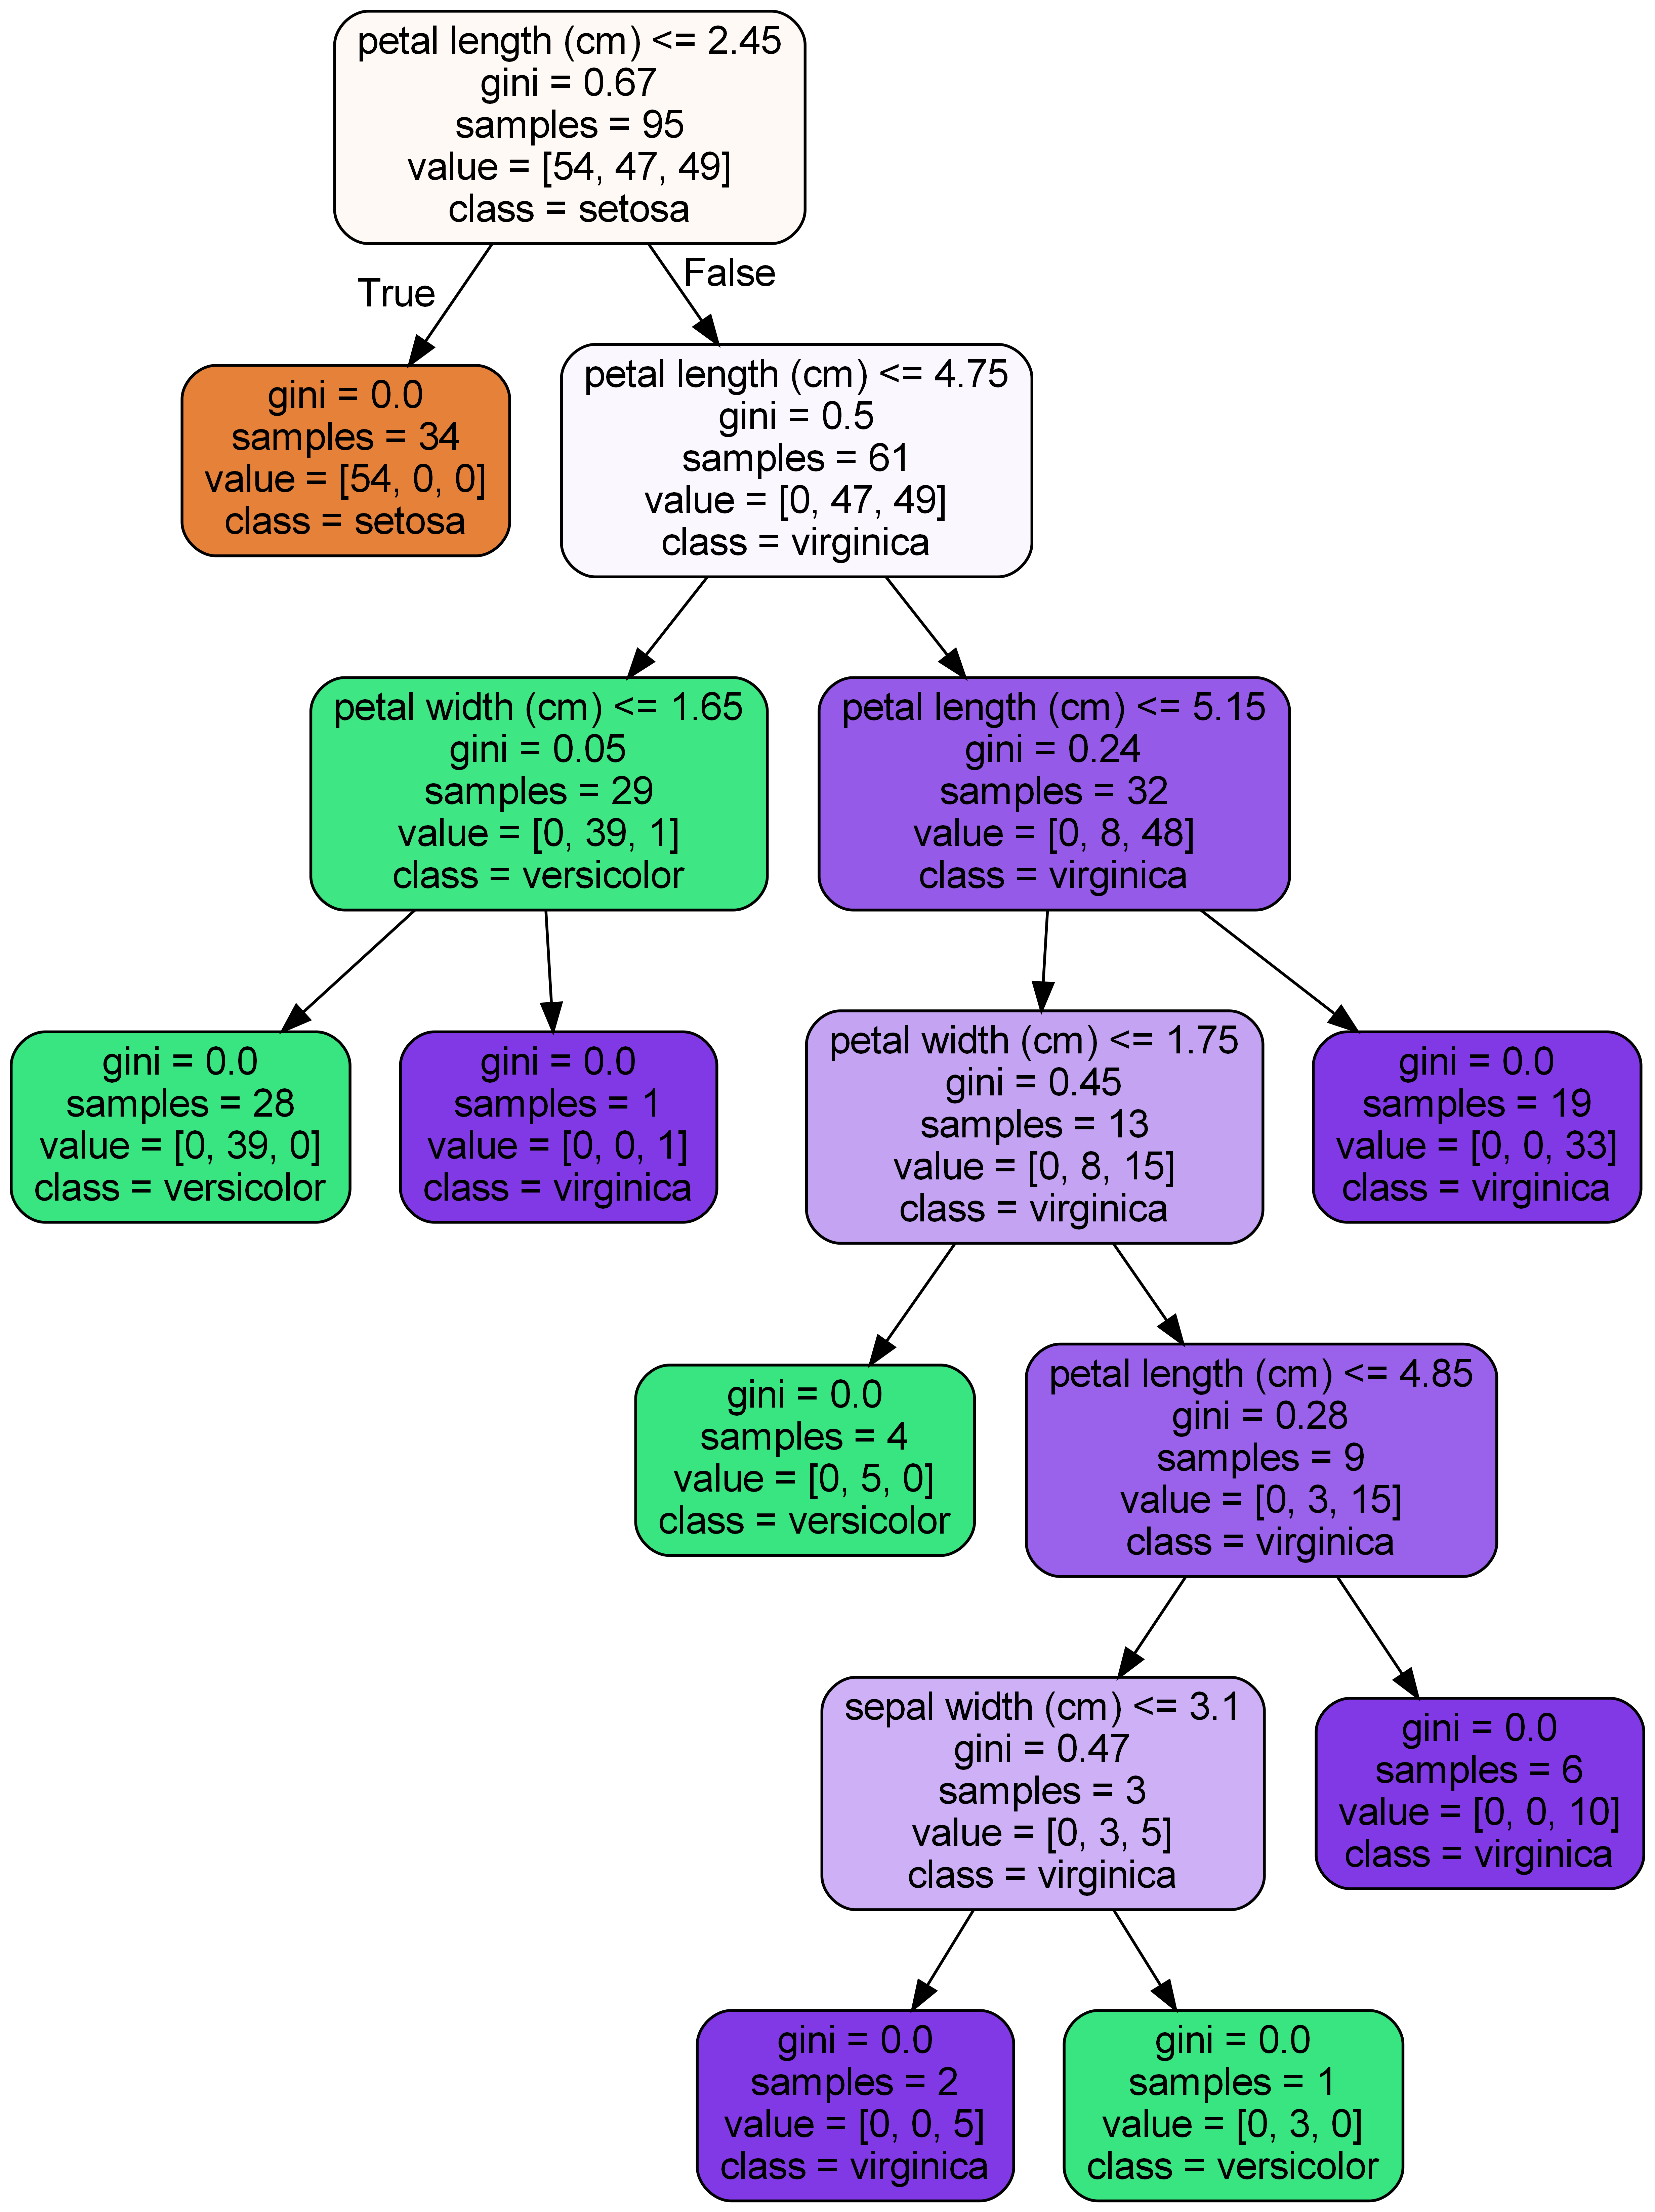 petal length (cm) <= 2.45
gini = 0.67
samples = 95
value = [54, 47, 49]
class = setosa
True
False
gini = 0.0
samples = 34
value = [54, 0, 0]
class = setosa
petal length (cm) <= 4.75
gini = 0.5
samples = 61
value = [0, 47, 49]
class = virginica
petal width (cm) <= 1.65
gini = 0.05
samples = 29
value = [0, 39, 1]
class = versicolor
petal length (cm) <= 5.15
gini = 0.24
samples = 32
value = [0, 8, 48]
class = virginica
gini = 0.0
samples = 28
value = [0, 39, 0]
class = versicolor
gini = 0.0
samples = 1
value = [0, 0, 1]
class = virginica
petal width (cm) <= 1.75
gini = 0.45
samples = 13
value = [0, 8, 15]
class = virginica
gini = 0.0
samples = 19
value = [0, 0, 33]
class = virginica
gini = 0.0
samples = 4
value = [0, 5, 0]
class = versicolor
petal length (cm) <= 4.85
gini = 0.28
samples = 9
value = [0, 3, 15]
class = virginica
sepal width (cm) <= 3.1
gini = 0.47
samples = 3
value = [0, 3, 5]
class = virginica
gini = 0.0
samples = 6
value = [0, 0, 10]
class = virginica
gini = 0.0
samples = 2
value = [0, 0, 5]
class = virginica
gini = 0.0
samples = 1
value = [0, 3, 0]
class = versicolor